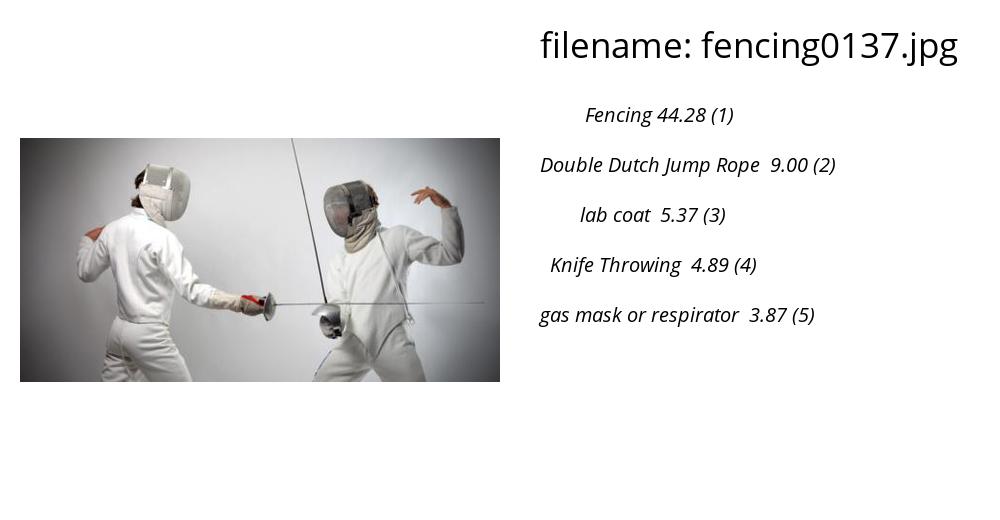 filename: fencing0137.jpg
Fencing 44.28 (1)
Double Dutch Jump Rope 9.00 (2)
lab coat 5.37 (3)
Knife Throwing 4.89 (4)
gas mask or respirator 3.87 (5)